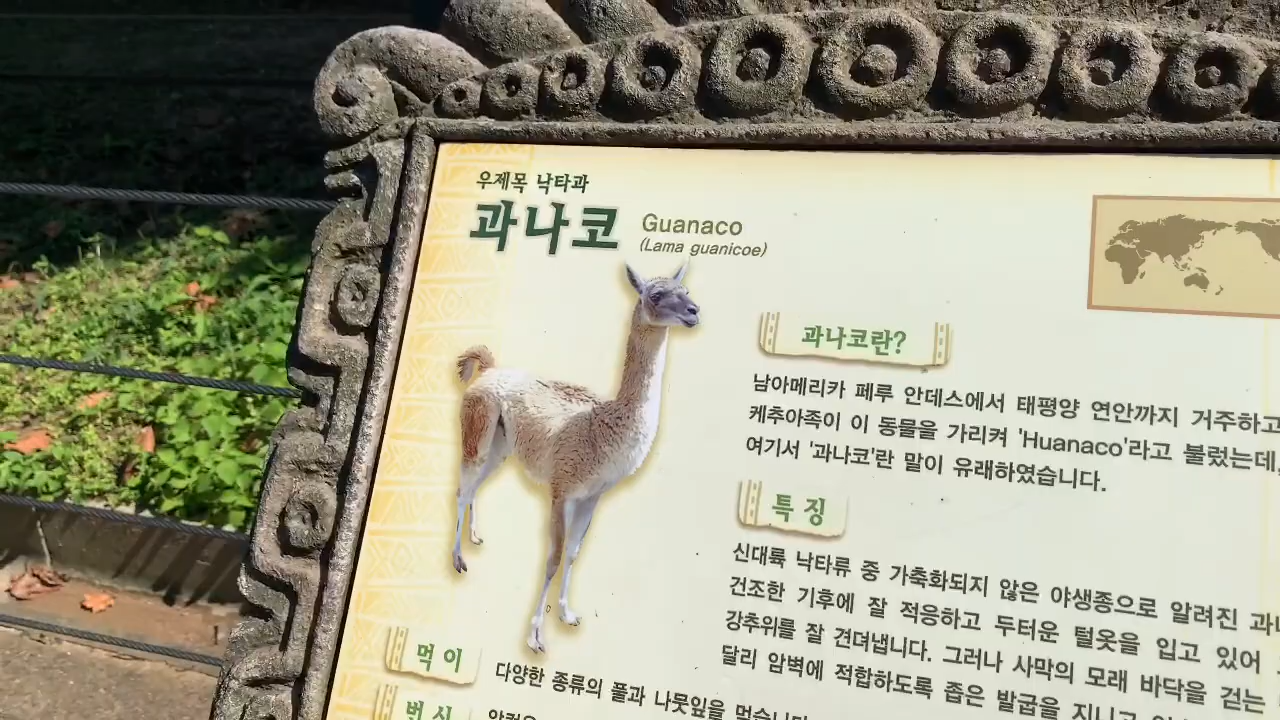 우제목 낙타과
과나코 Guanaco
(Lama guanicoe)
과나코란?
남아메리카 페루 안데스에서 태평양 연안까지 거주하고
케추아족이 이 동물을 가리켜 'Huanaco'라고 불렀는데,
여기서 '과나코'란 말이 유래하였습니다.
특 징
신대륙 낙타류 중 가축화되지 않은 야생종으로 알려진
건조한 기후에 잘 적응하고 두터운 털옷을 입고 있어
강추위를 잘 견뎌냅니다. 그러나 사막의 모래 바닥을 걷는
달리 암벽에 적합하도록 좁은 발굽을 지니고
먹 이
다양한 종류의 풀과 나뭇잎을 먹습니다